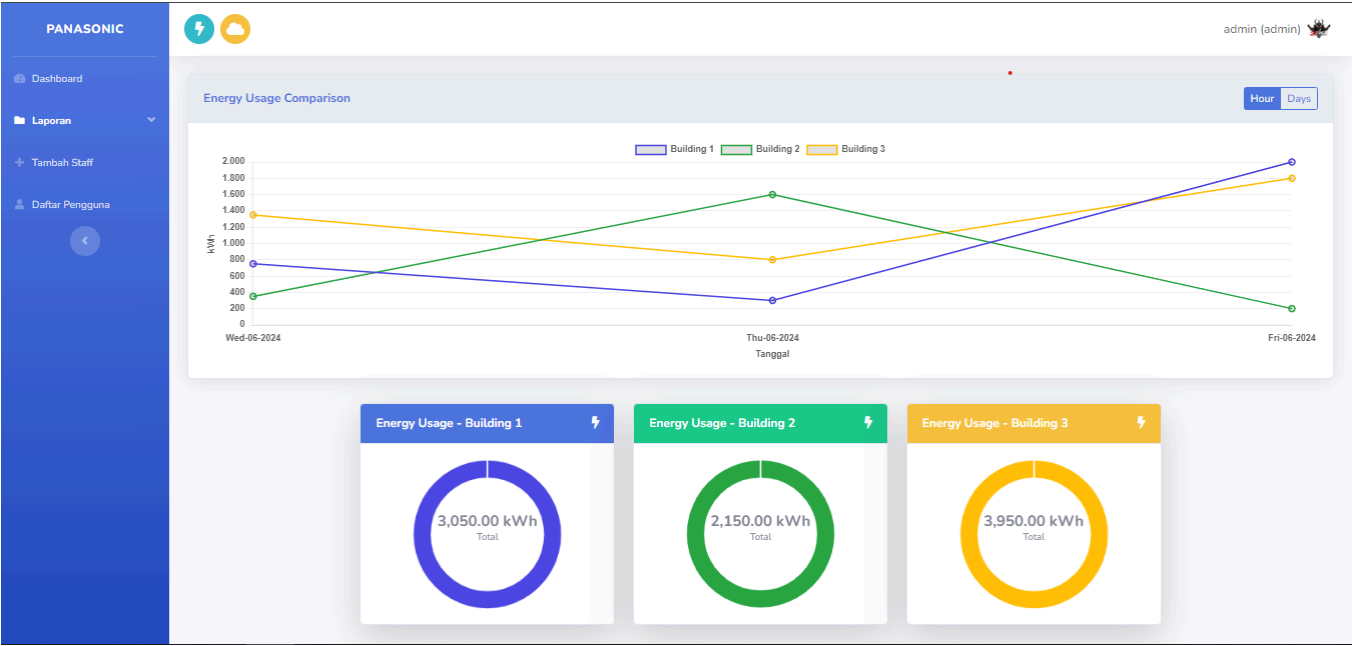 PANASONIC
admin (admin)
Dashboard
Laporan
Tambah Staff
Daftar Pengguna
Energy Usage Comparison
Hour Days
Building 1 Building 2 Building 3
2.000
1.800
1.600
1.400
1.200
1.000
800
600
400
200
0
kWh
Wed-06-2024 Thu-06-2024 Fri-06-2024
Tanggal
Energy Usage - Building 1
3,050.00 kWh
Total
Energy Usage - Building 2
2,150.00 kWh
Total
Energy Usage - Building 3
3,950.00 kWh
Total